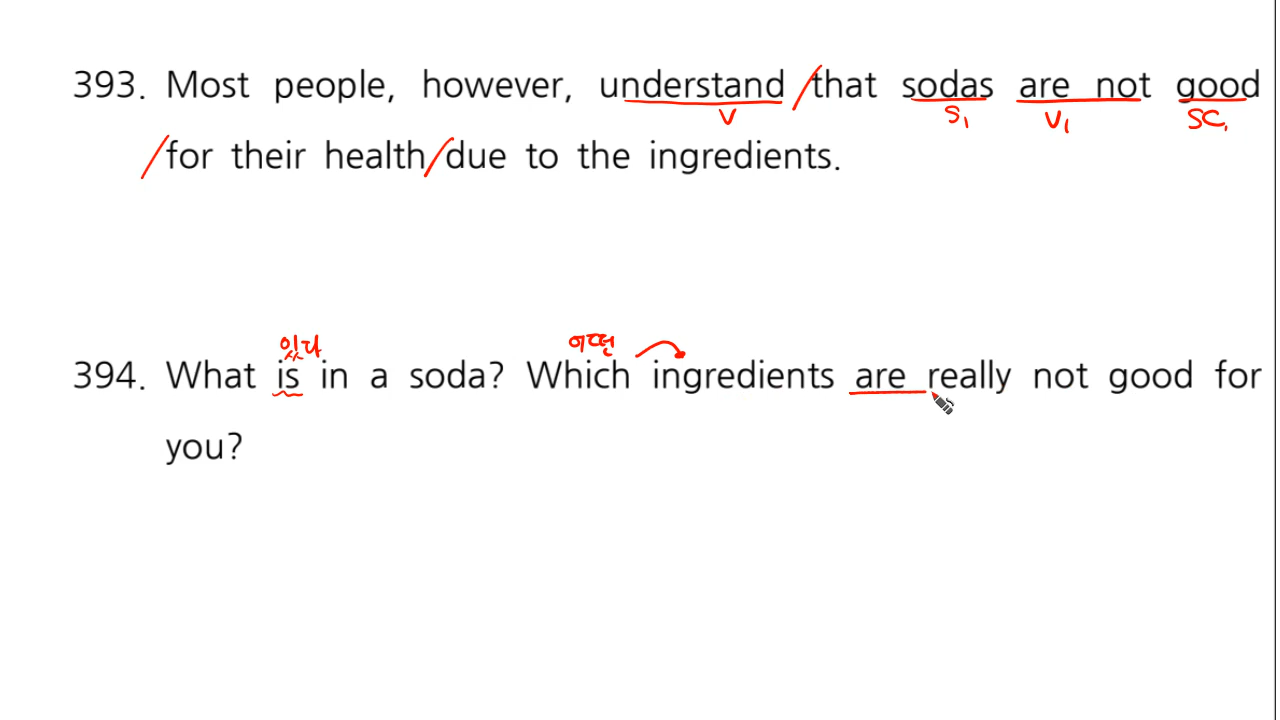 393. Most people, however, understand that sodas are not good
V S₁ V₁ SC₁
for their health due to the ingredients.
있다 어떤
394. What is in a soda? Which ingredients are really not good for
you?